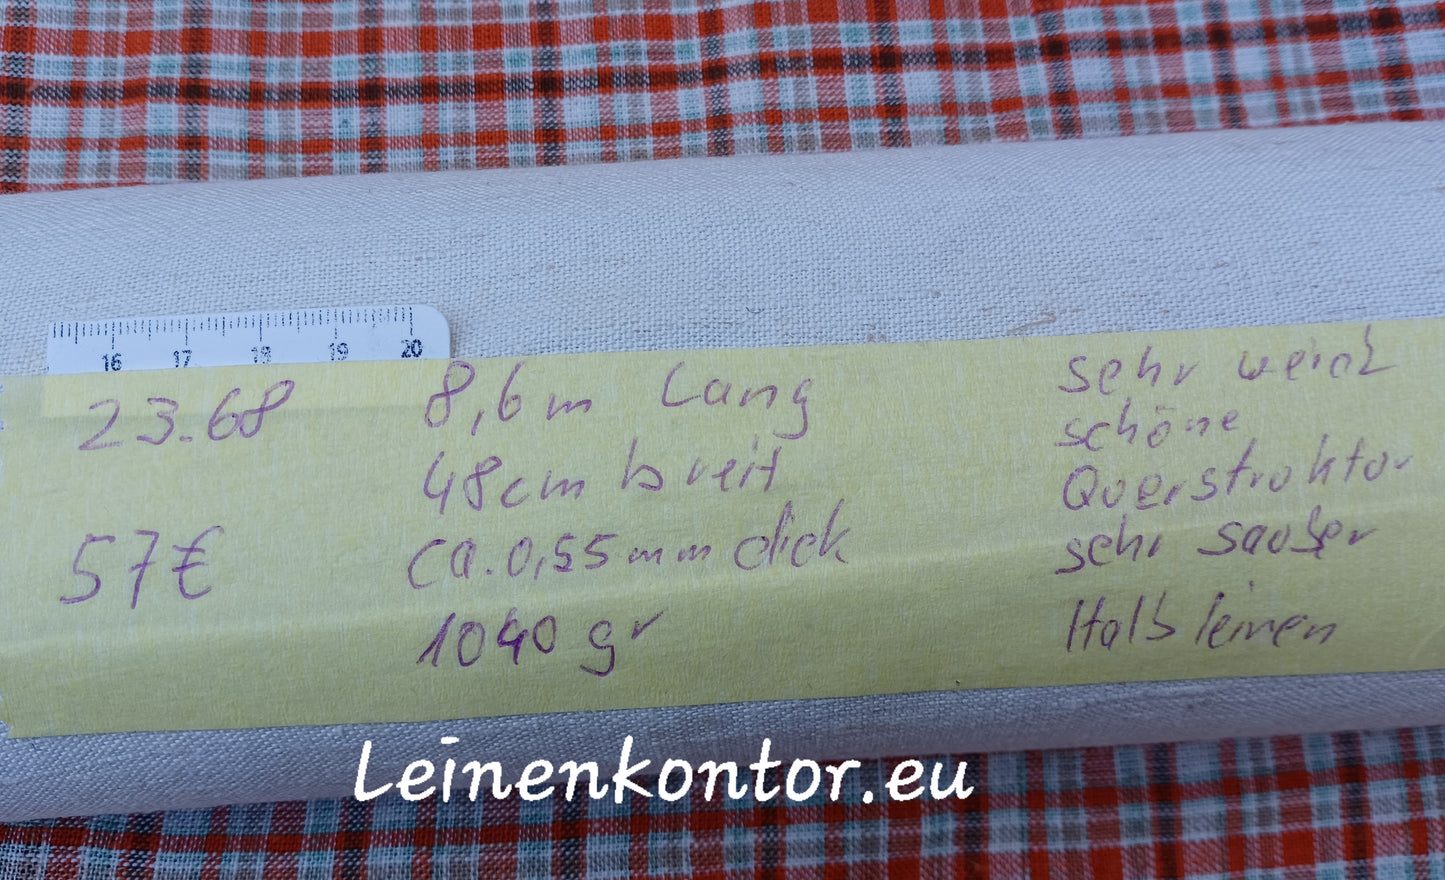 16 17 18 19 20
23.68
57€
8,6m Lang
48cm breit
ca. 0,55mm dick
1040 gr
sehr weich
schöne
Querstruktur
sehr sauber
Halbleinen
Leinenkontor.eu